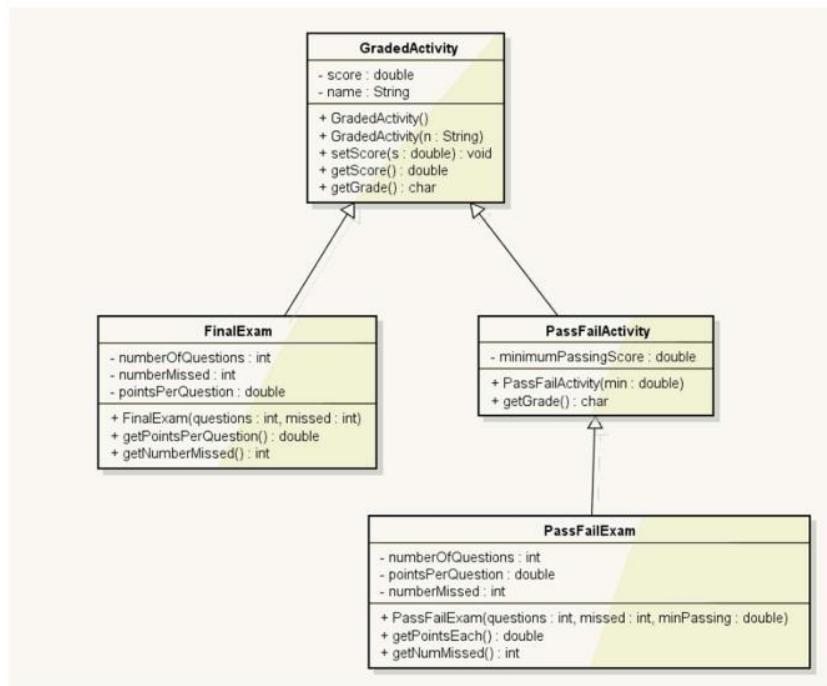 GradedActivity
- score : double
- name : String
+ GradedActivity()
+ GradedActivity(n : String)
+ setScore(s : double) : void
+ getScore() : double
+ getGrade() : char
FinalExam
- numberOfQuestions : int
- numberMissed : int
- pointsPerQuestion : double
+ FinalExam(questions : int, missed : int)
+ getPointsPerQuestion() : double
+ getNumberMissed() : int
PassFailActivity
- minimumPassingScore : double
+ PassFailActivity(min : double)
+ getGrade() : char
PassFailExam
- numberOfQuestions : int
- pointsPerQuestion : double
- numberMissed : int
+ PassFailExam(questions : int, missed : int, minPassing : double)
+ getPointsEach() : double
+ getNumMissed() : int